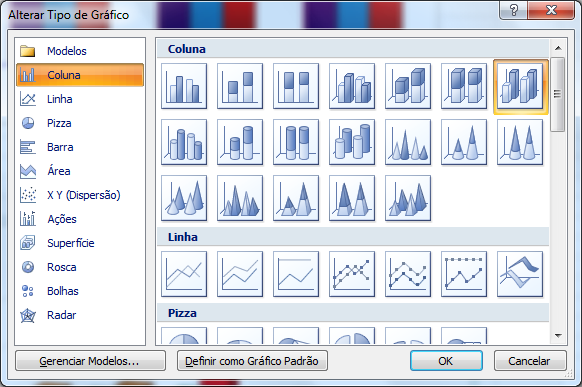 Alterar Tipo de Gráfico
Modelos
Coluna
Linha
Pizza
Barra
Área
X Y (Dispersão)
Ações
Superfície
Rosca
Bolhas
Radar
Coluna
Linha
Pizza
Gerenciar Modelos...
Definir como Gráfico Padrão
OK
Cancelar